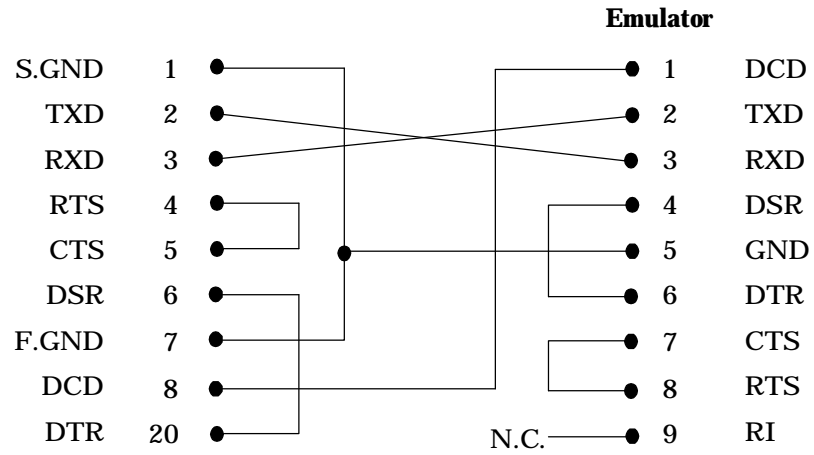 Emulator
S.GND 1 1 DCD
TXD 2 2 TXD
RXD 3 3 RXD
RTS 4 4 DSR
CTS 5 5 GND
DSR 6 6 DTR
F.GND 7 7 CTS
DCD 8 8 RTS
DTR 20 N.C. 9 RI